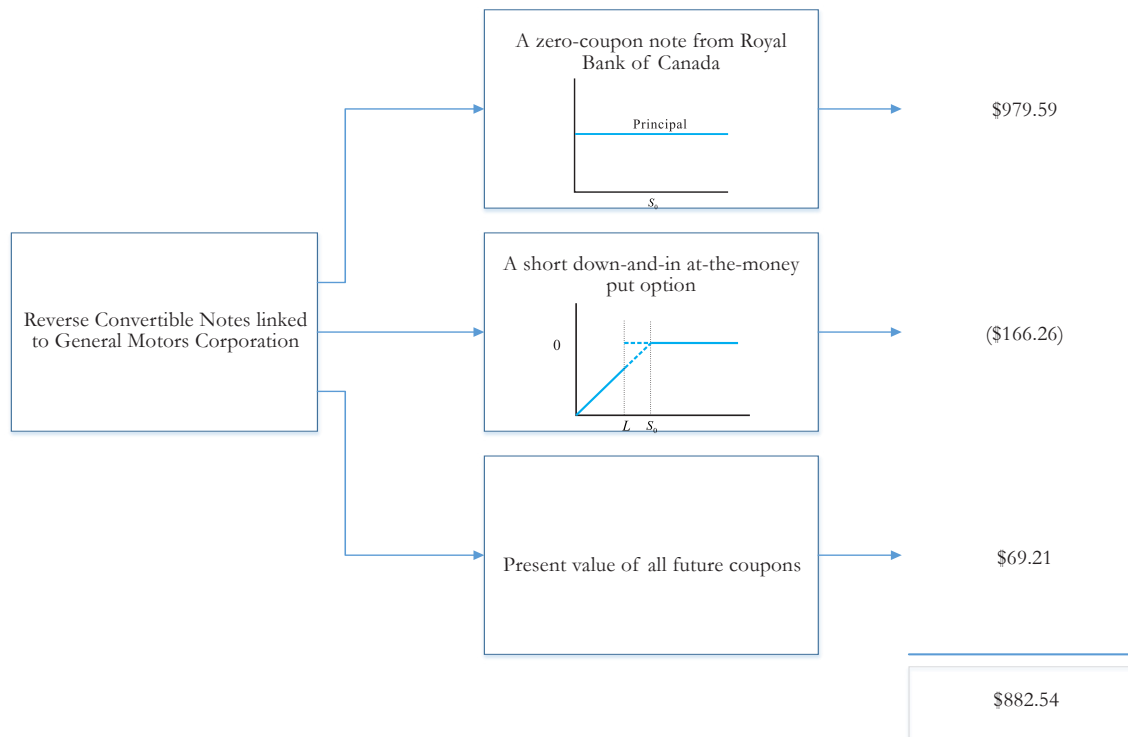 A zero-coupon note from Royal
Bank of Canada
Principal
S₀
$979.59
Reverse Convertible Notes linked
to General Motors Corporation
A short down-and-in at-the-money
put option
0
L S₀
($166.26)
Present value of all future coupons
$69.21
$882.54